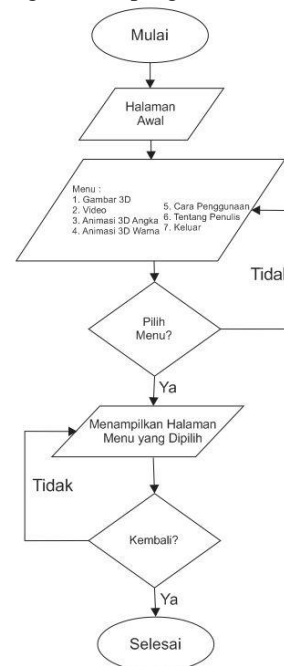 Mulai
Halaman
Awal
Menu :
1. Gambar 3D
2. Video
3. Animasi 3D Angka
4. Animasi 3D Warna
5. Cara Penggunaan
6. Tentang Penulis
7. Keluar
Pilih
Menu?
Tidak
Ya
Menampilkan Halaman
Menu yang Dipilih
Tidak
Kembali?
Ya
Selesai